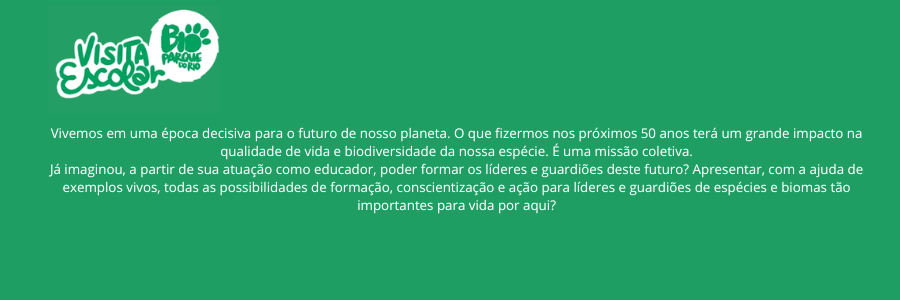 VISITA
ESCOLAR
BIO
PARQUE
DO RIO
Vivemos em uma época decisiva para o futuro de nosso planeta. O que fizermos nos próximos 50 anos terá um grande impacto na
qualidade de vida e biodiversidade da nossa espécie. É uma missão coletiva.
Já imaginou, a partir de sua atuação como educador, poder formar os líderes e guardiões deste futuro? Apresentar, com a ajuda de
exemplos vivos, todas as possibilidades de formação, conscientização e ação para líderes e guardiões de espécies e biomas tão
importantes para vida por aqui?